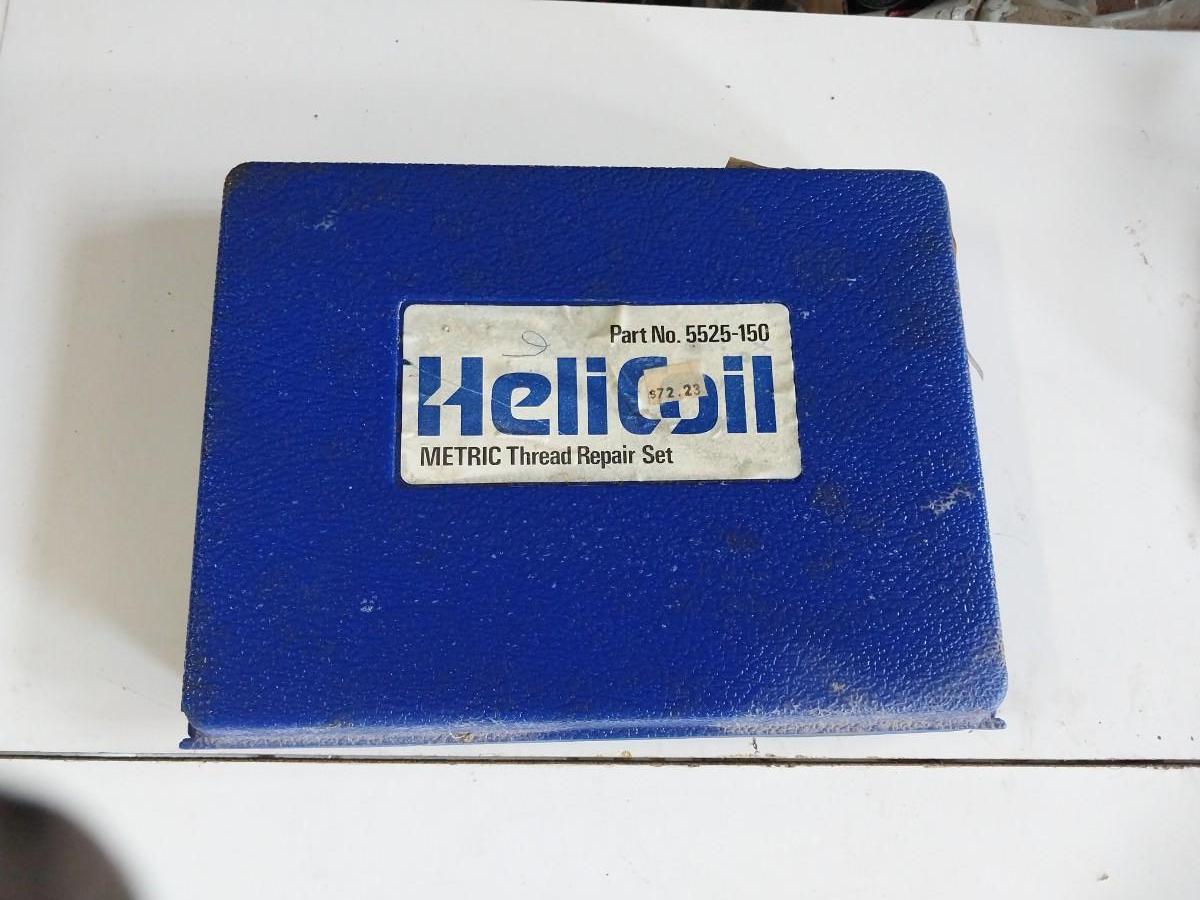 Part No. 5525-150
HeliCoil
$72.23
METRIC Thread Repair Set